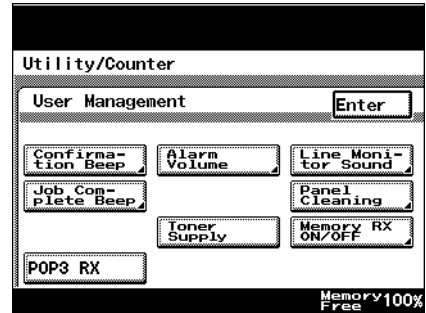 Utility/Counter
User Management
Enter
Confirma-
tion Beep
Alarm
Volume
Line Moni-
tor Sound
Job Com-
plete Beep
Panel
Cleaning
Toner
Supply
Memory RX
ON/OFF
POP3 RX
Memory
Free 100%